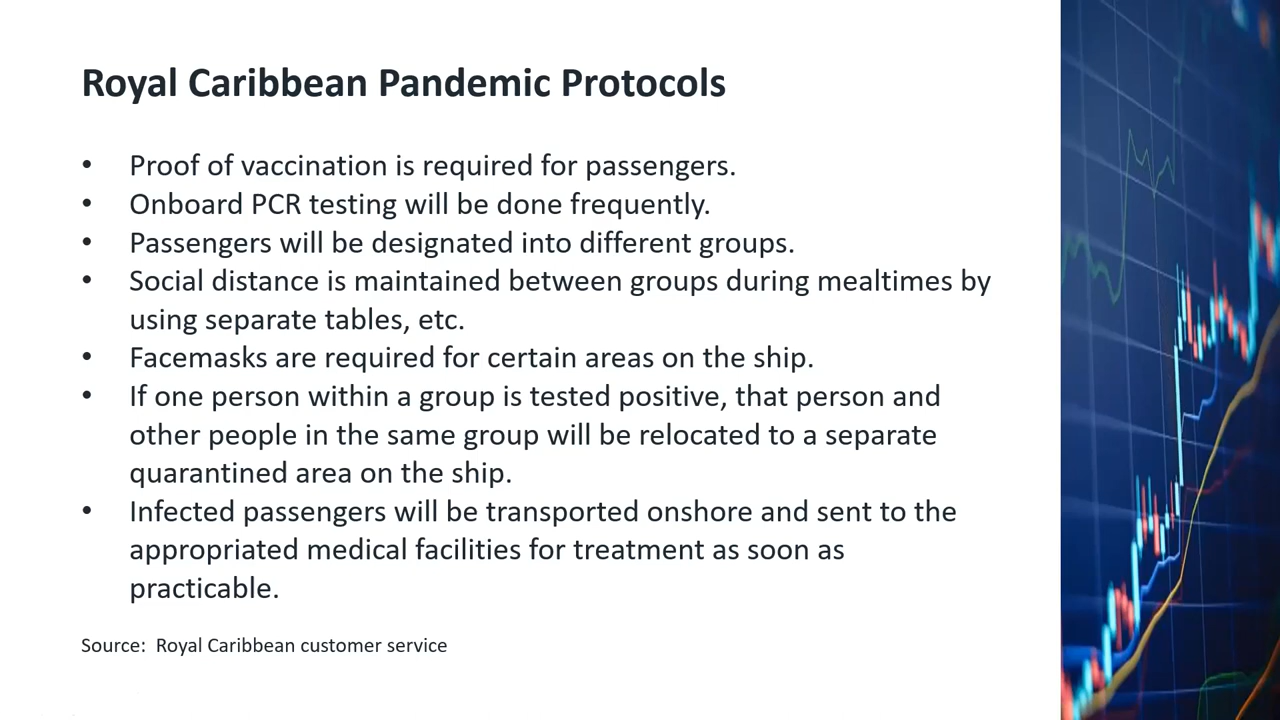 Royal Caribbean Pandemic Protocols
• Proof of vaccination is required for passengers.
• Onboard PCR testing will be done frequently.
• Passengers will be designated into different groups.
• Social distance is maintained between groups during mealtimes by
using separate tables, etc.
• Facemasks are required for certain areas on the ship.
• If one person within a group is tested positive, that person and
other people in the same group will be relocated to a separate
quarantined area on the ship.
• Infected passengers will be transported onshore and sent to the
appropriated medical facilities for treatment as soon as
practicable.
Source:  Royal Caribbean customer service